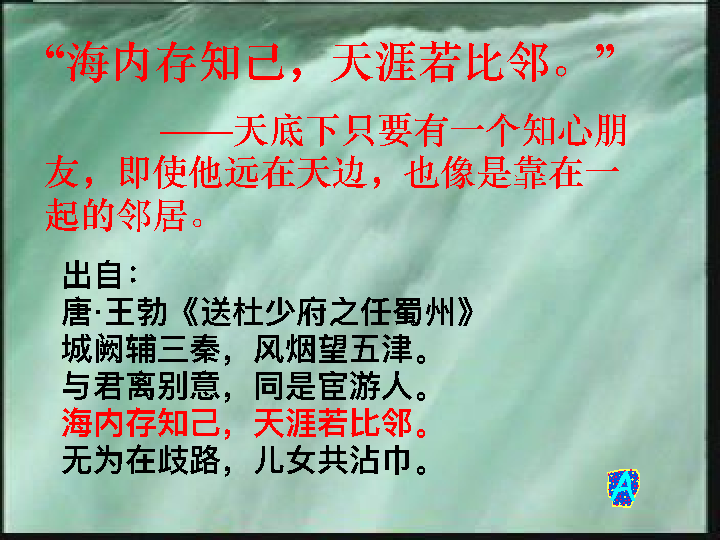 “海内存知己，天涯若比邻。”
——天底下只要有一个知心朋
友，即使他远在天边，也像是靠在一
起的邻居。
出自：
唐·王勃《送杜少府之任蜀州》
城阙辅三秦，风烟望五津。
与君离别意，同是宦游人。
海内存知己，天涯若比邻。
无为在歧路，儿女共沾巾。
A